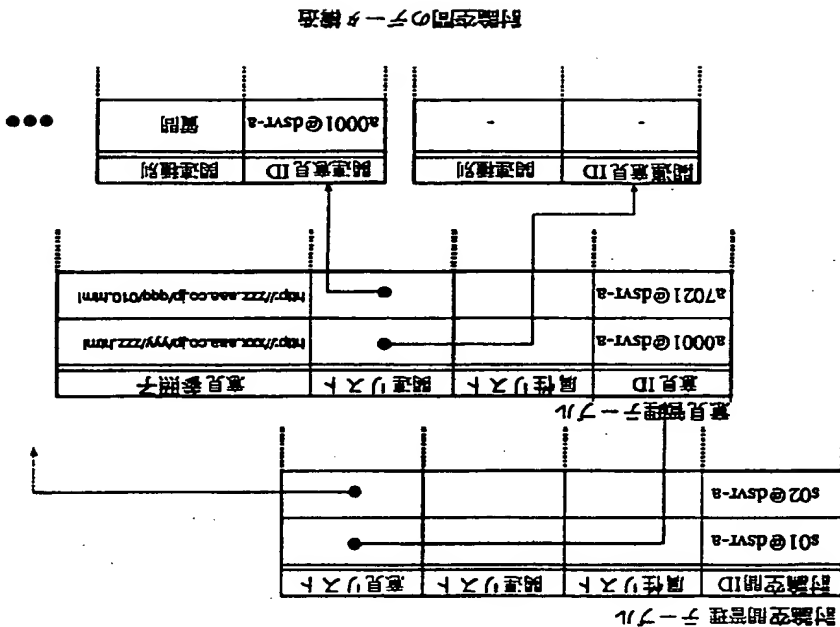 討論空間管理テーブル
討論空間ID 属性リスト 関連リスト 意見リスト
s01@dsvr-a
s02@dsvr-a
意見管理テーブル
意見ID 属性リスト 関連リスト 意見参照子
a0001@dsvr-a http://xxx.aaa.co.jp/yyy/zzz.html
a7021@dsvr-a http://zzz.aaa.co.jp/qqq/010.html
関連意見ID 関連種別
- -
関連意見ID 関連種別
a0001@dsvr-a 質問
討論空間のデータ構造